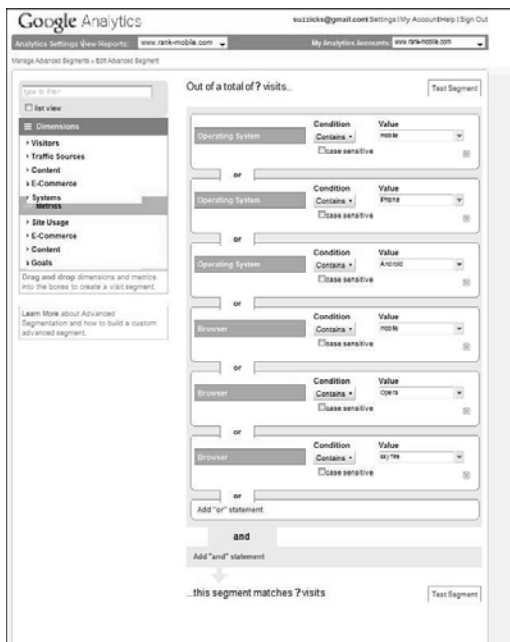 Google Analytics
suzzicks@gmail.com Settings | My Account Help | Sign Out
Analytics Settings View Reports: www.rank-mobile.com My Analytics Accounts: www.rank-mobile.com
Manage Advanced Segments » Edit Advanced Segment
Out of a total of ? visits...
Test Segment
list view
Dimensions
Visitors
Traffic Sources
Content
E-Commerce
Systems
Metrics
Site Usage
E-Commerce
Content
Goals
Drag and drop dimensions and metrics
into the boxes to create a visit segment.
Learn More about Advanced
Segmentation and how to build a custom
advanced segment.
Condition Value
Operating System Contains mobile
case sensitive
or
Condition Value
Operating System Contains iPhone
case sensitive
or
Condition Value
Operating System Contains Android
case sensitive
or
Condition Value
Browser Contains mobile
case sensitive
or
Condition Value
Browser Contains Opera
case sensitive
or
Condition Value
Browser Contains skyfire
case sensitive
or
Add "or" statement
and
Add "and" statement
...this segment matches ? visits
Test Segment